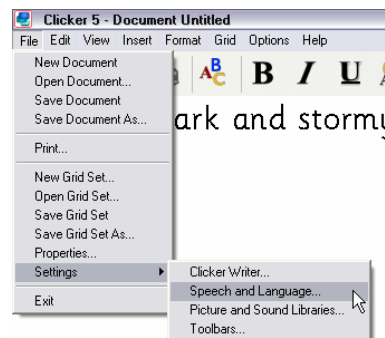 Clicker 5 - Document Untitled
File Edit View Insert Format Grid Options Help
New Document
Open Document...
Save Document
Save Document As...
Print...
New Grid Set...
Open Grid Set...
Save Grid Set
Save Grid Set As...
Properties...
Settings
Exit
ABC B I U
ark and stormy
Clicker Writer...
Speech and Language...
Picture and Sound Libraries...
Toolbars...